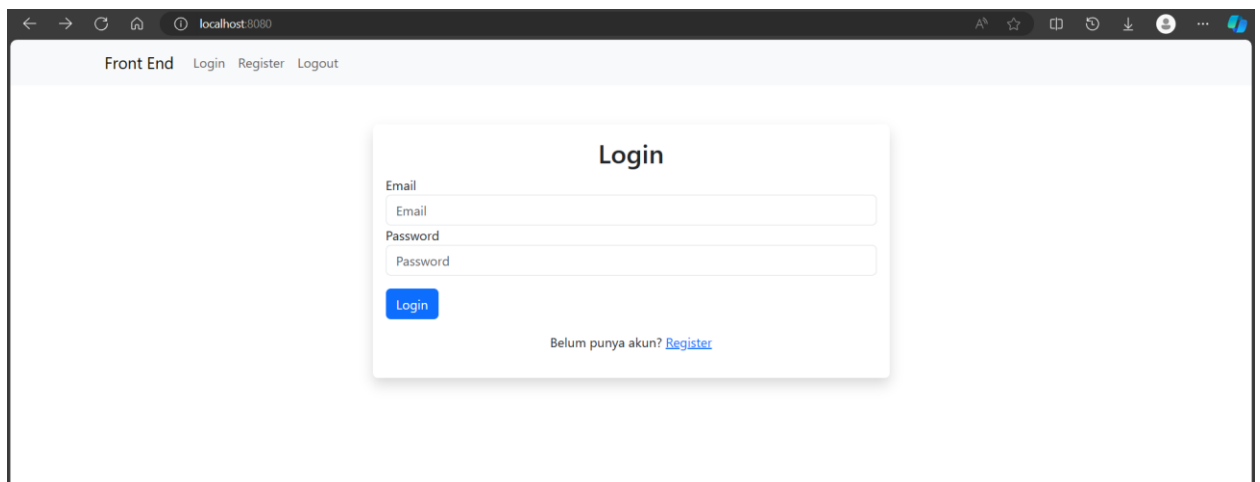 localhost:8080
Front End Login Register Logout
Login
Email
Email
Password
Password
Login
Belum punya akun? Register